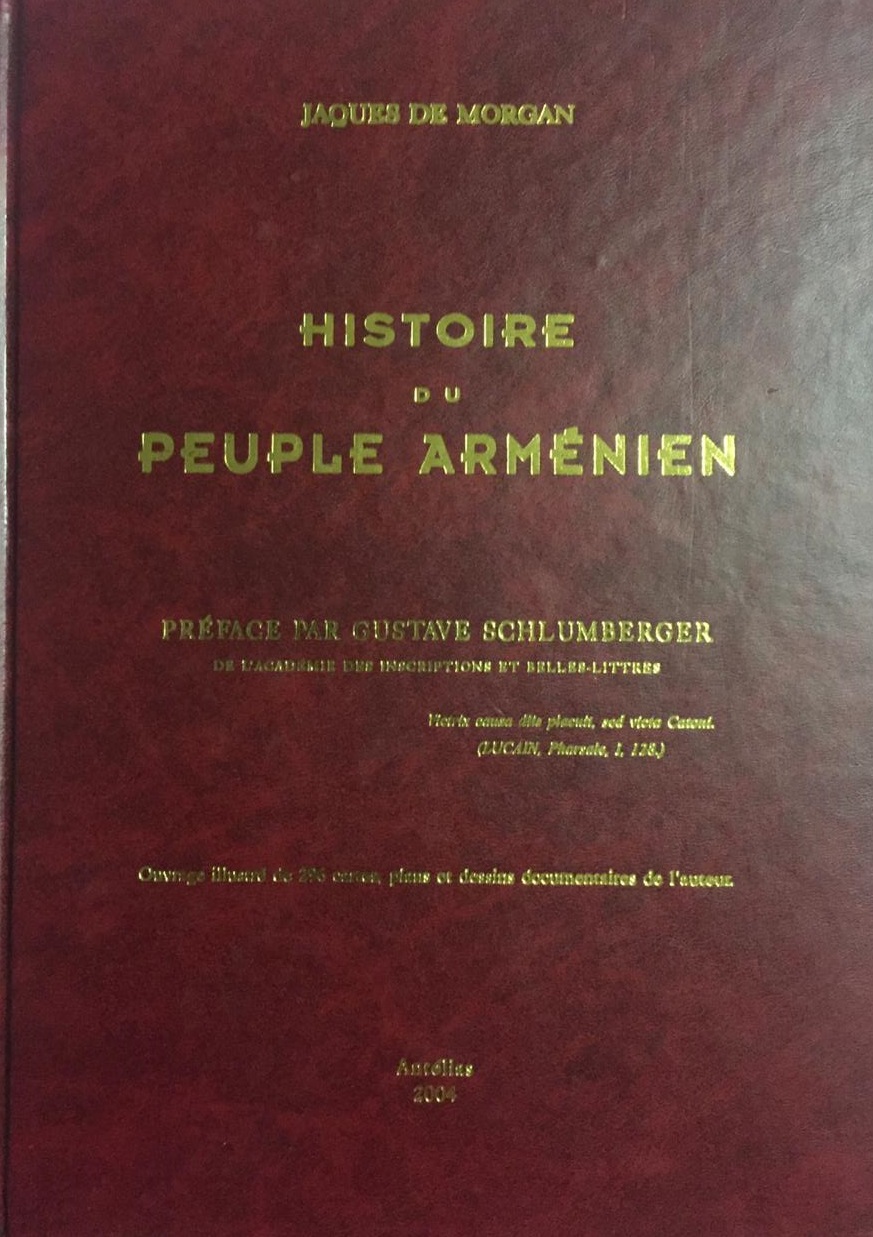 JAQUES DE MORGAN
HISTOIRE
DU
PEUPLE ARMÉNIEN
PRÉFACE PAR GUSTAVE SCHLUMBERGER
DE L'ACADÉMIE DES INSCRIPTIONS ET BELLES-LITTRES
Victrix causa diis placuit, sed victa Catoni.
(LUCAIN, Pharsale, I, 128.)
Ouvrage illustré de 296 cartes, plans et dessins documentaires de l'auteur.
Antélias
2004